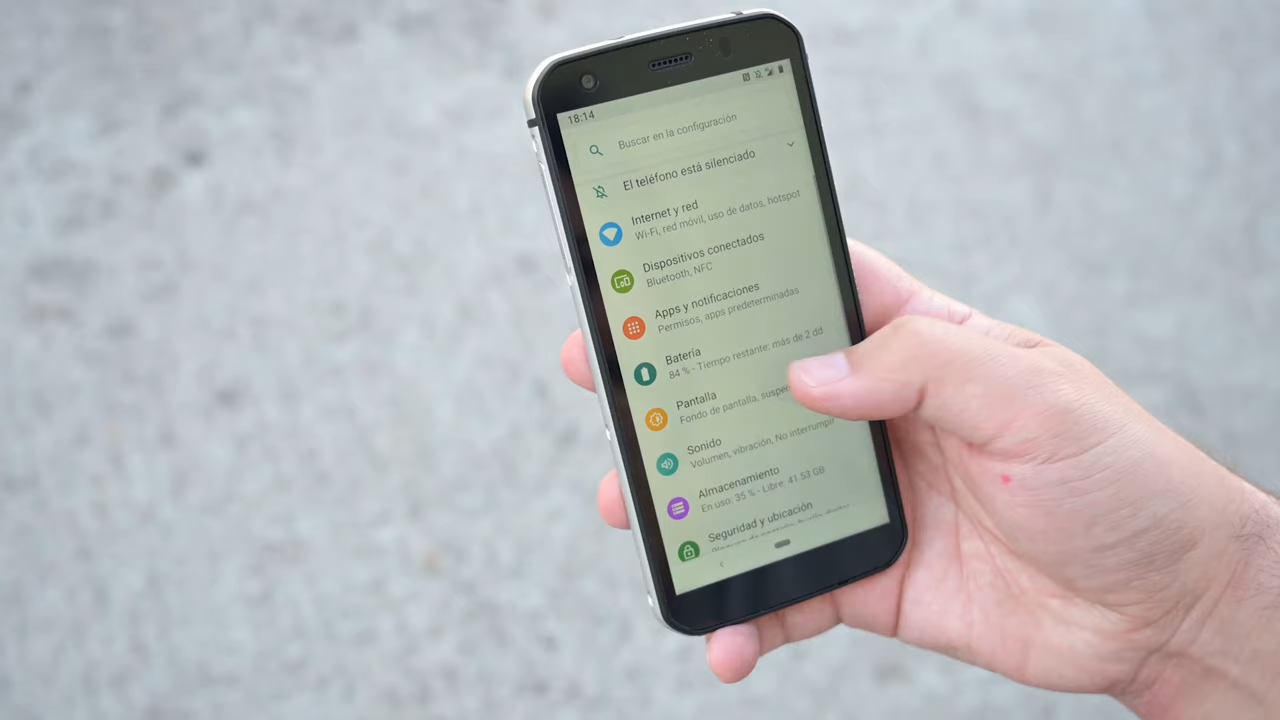 18:14
Buscar en la configuración
El teléfono está silenciado
Internet y red
Wi-Fi, red móvil, uso de datos, hotspot
Dispositivos conectados
Bluetooth, NFC
Apps y notificaciones
Permisos, apps predeterminadas
Batería
84 % - Tiempo restante: más de 2 dd
Pantalla
Fondo de pantalla, suspen
Sonido
Volumen, vibración, No interrumpir
Almacenamiento
En uso: 35 % - Libre: 41.53 GB
Seguridad y ubicación